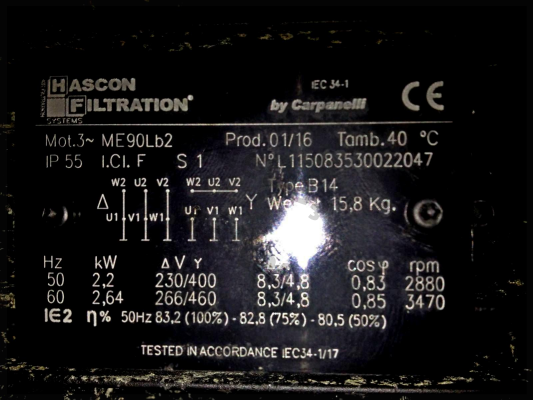 HASCON
FILTRATION®
SYSTEMS
IEC 34-1
by Carpanelli
CE
Mot.3~ ME90Lb2 Prod.01/16 Tamb.40 °C
IP 55 I.Cl.F S 1 N° L115083530022047
Type B14
15,8 Kg.
W2 U2 V2 W2 U2 V2
Δ U1 V1 W1 U1 V1 W1 Y
Hz kW Δ V Y cosφ rpm
50 2,2 230/400 8,3/4,8 0,83 2880
60 2,64 266/460 8,3/4,8 0,85 3470
IE2 η% 50Hz 83,2 (100%) - 82,8 (75%) - 80,5 (50%)
TESTED IN ACCORDANCE IEC34-1/17